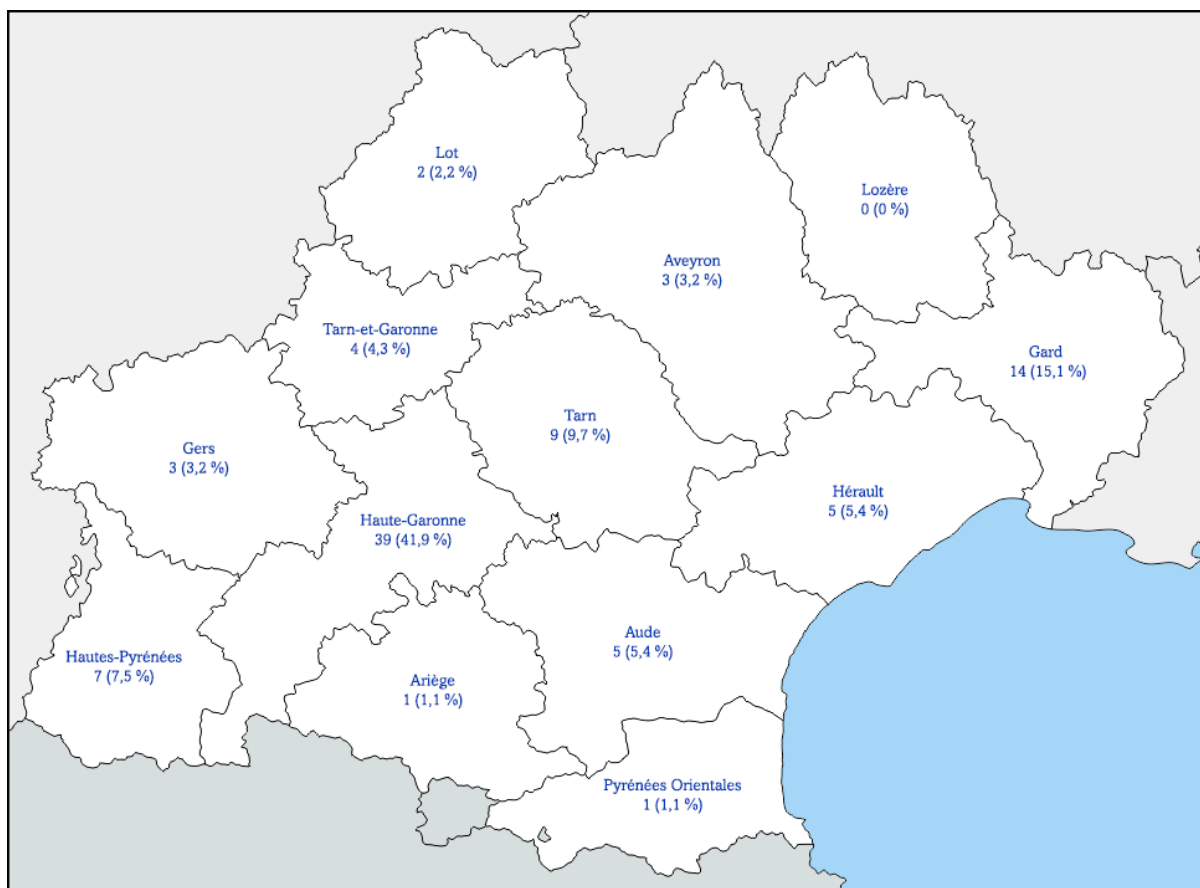 Lot
2 (2,2 %)
Lozère
0 (0 %)
Aveyron
3 (3,2 %)
Tarn-et-Garonne
4 (4,3 %)
Gard
14 (15,1 %)
Tarn
9 (9,7 %)
Gers
3 (3,2 %)
Hérault
5 (5,4 %)
Haute-Garonne
39 (41,9 %)
Aude
5 (5,4 %)
Hautes-Pyrénées
7 (7,5 %)
Ariège
1 (1,1 %)
Pyrénées Orientales
1 (1,1 %)